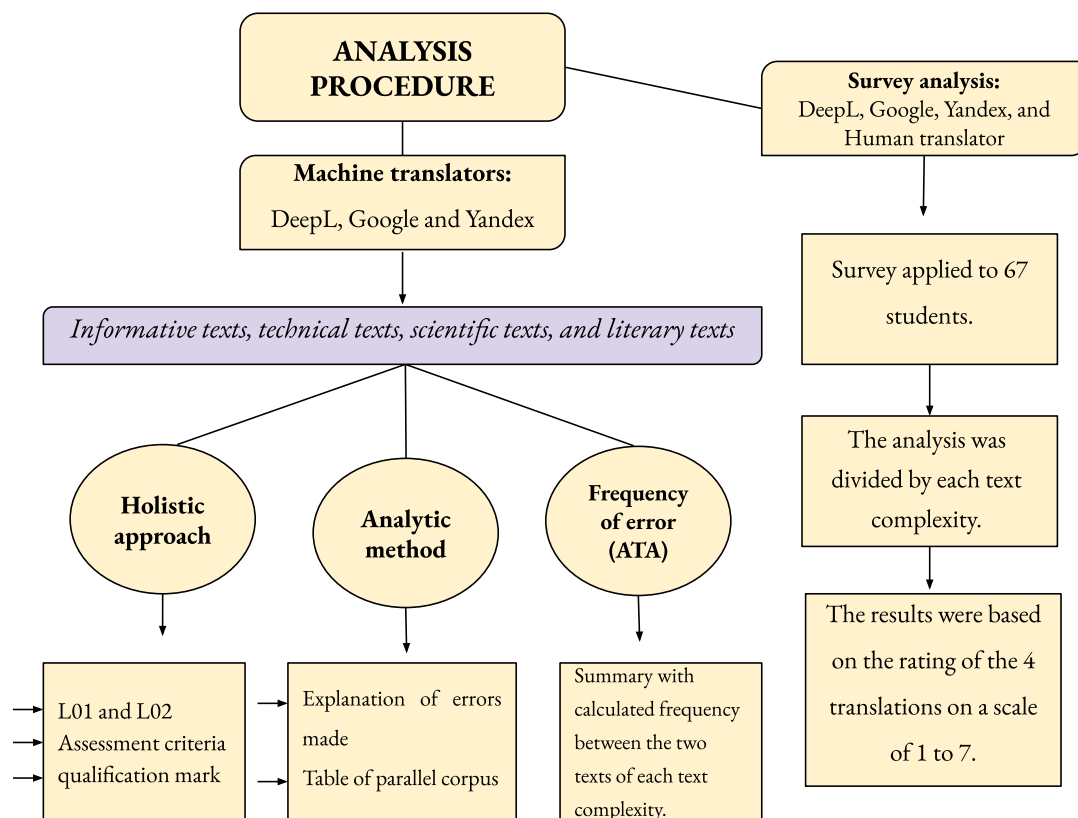 ANALYSIS
PROCEDURE
Machine translators:
DeepL, Google and Yandex
Informative texts, technical texts, scientific texts, and literary texts
Holistic
approach
L01 and L02
Assessment criteria
qualification mark
Analytic
method
Explanation of errors
made
Table of parallel corpus
Frequency
of error
(ATA)
Summary with
calculated frequency
between the two
texts of each text
complexity.
Survey analysis:
DeepL, Google, Yandex, and
Human translator
Survey applied to 67
students.
The analysis was
divided by each text
complexity.
The results were based
on the rating of the 4
translations on a scale
of 1 to 7.